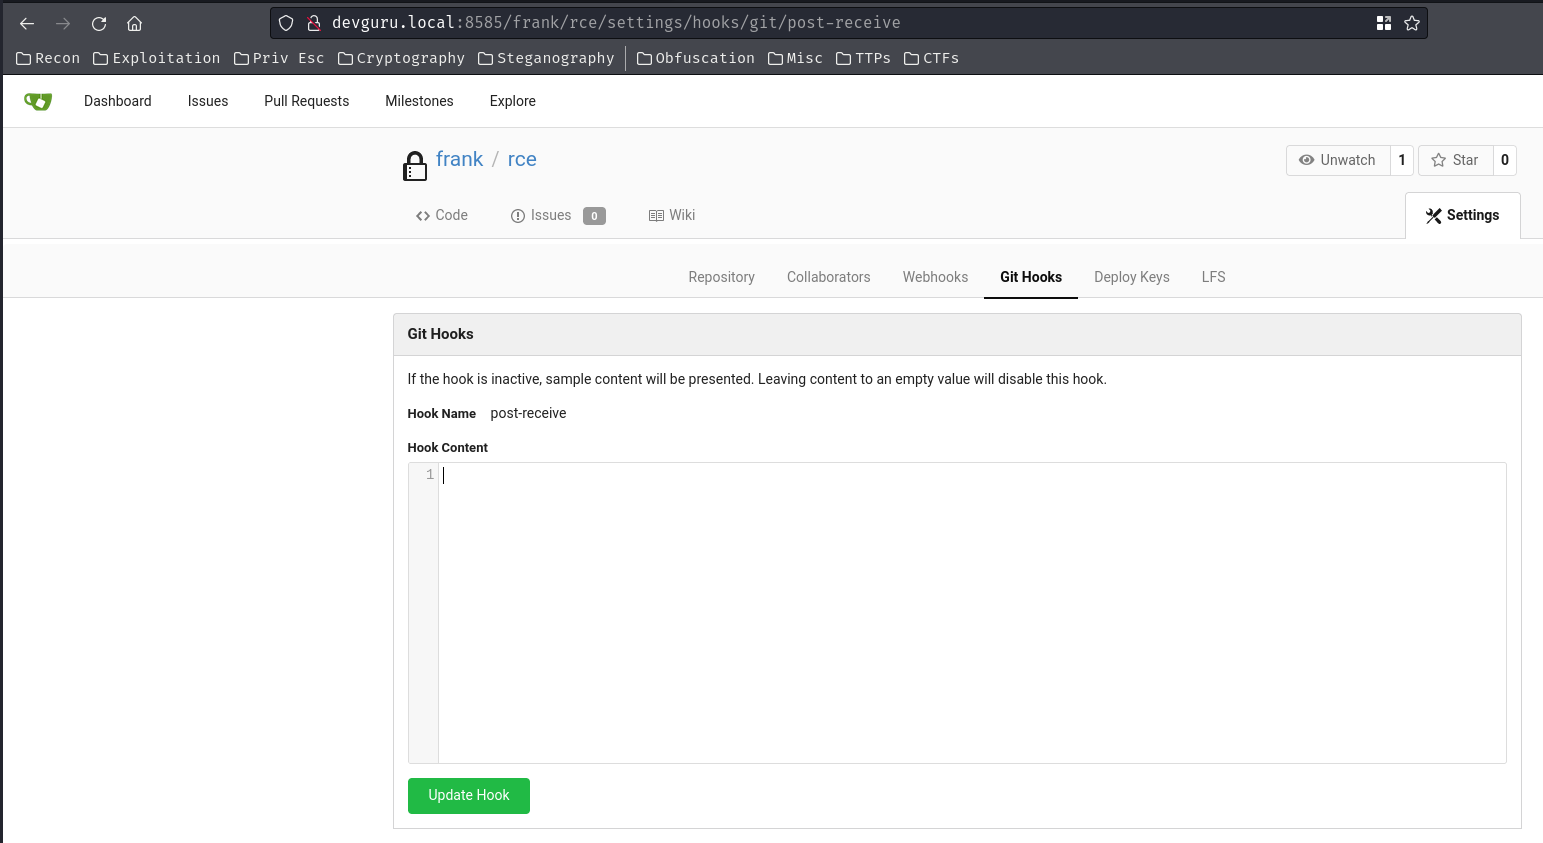 devguru.local:8585/frank/rce/settings/hooks/git/post-receive
Recon Exploitation Priv Esc Cryptography Steganography Obfuscation Misc TTPs CTFs
Dashboard Issues Pull Requests Milestones Explore
frank / rce
Unwatch 1 Star 0
Code Issues 0 Wiki Settings
Repository Collaborators Webhooks Git Hooks Deploy Keys LFS
Git Hooks
If the hook is inactive, sample content will be presented. Leaving content to an empty value will disable this hook.
Hook Name post-receive
Hook Content
1
Update Hook